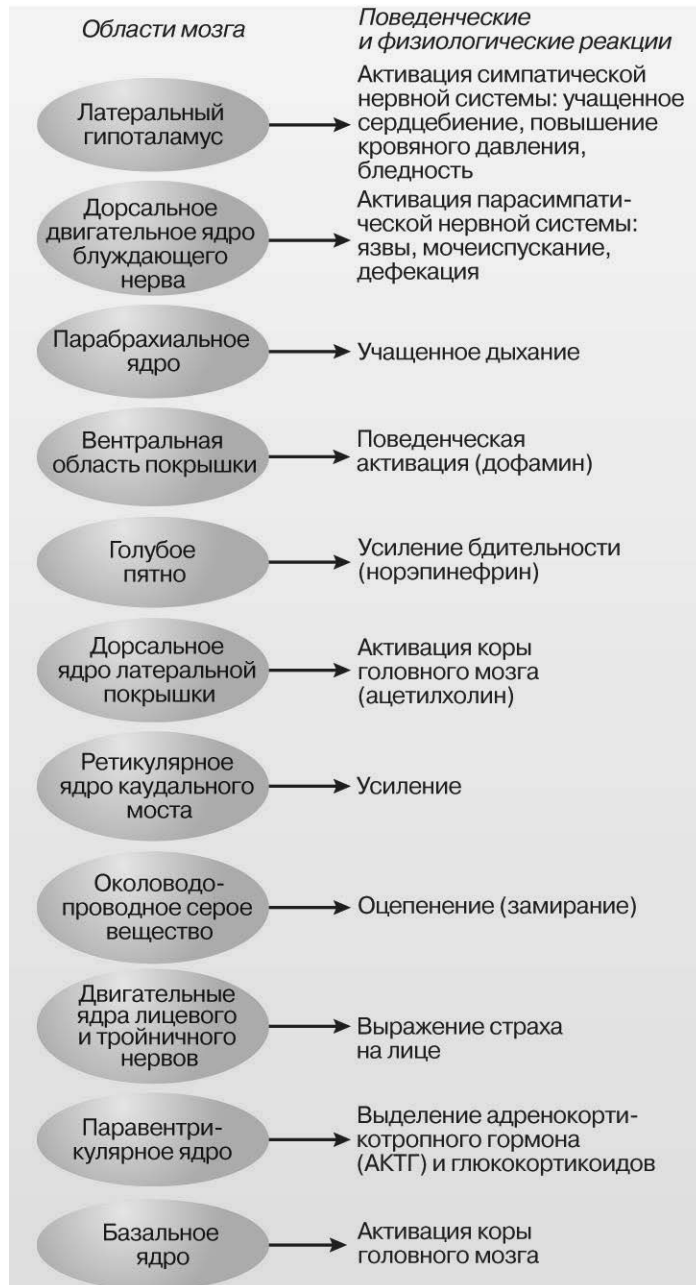 Области мозга
Поведенческие
и физиологические реакции
Латеральный
гипоталамус
Активация симпатической
нервной системы: учащенное
сердцебиение, повышение
кровяного давления,
бледность
Дорсальное
двигательное ядро
блуждающего
нерва
Активация парасимпати-
ческой нервной системы:
язвы, мочеиспускание,
дефекация
Парабрахиальное
ядро
Учащенное дыхание
Вентральная
область покрышки
Поведенческая
активация (дофамин)
Голубое
пятно
Усиление бдительности
(норэпинефрин)
Дорсальное
ядро латеральной
покрышки
Активация коры
головного мозга
(ацетилхолин)
Ретикулярное
ядро каудального
моста
Усиление
Околоводо-
проводное серое
вещество
Оцепенение (замирание)
Двигательные
ядра лицевого
и тройничного
нервов
Выражение страха
на лице
Паравентри-
кулярное ядро
Выделение адренокорти-
котропного гормона
(АКТГ) и глюкокортикоидов
Базальное
ядро
Активация коры
головного мозга